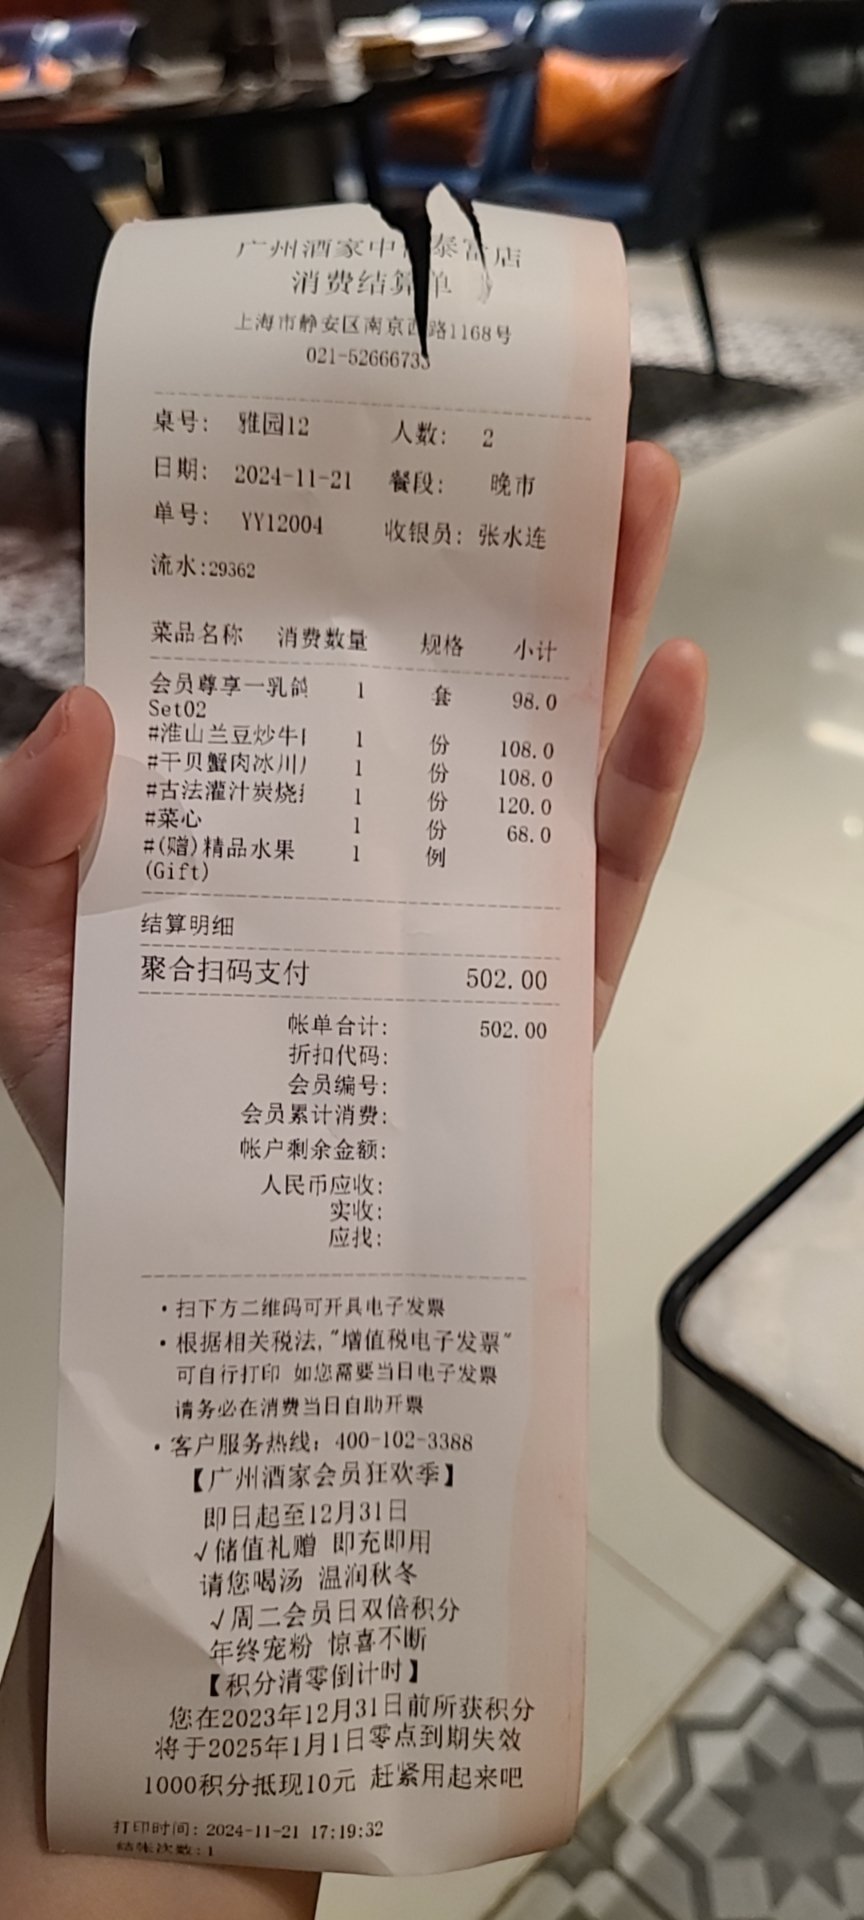 广州酒家中 泰富店
消费结算单
上海市静安区南京西路1168号
021-52666733
桌号: 雅园12 人数: 2
日期: 2024-11-21 餐段: 晚市
单号: YY12004 收银员: 张水连
流水:29362
菜品名称 消费数量 规格 小计
会员尊享一乳鸽 1 套 98.0
Set02
#淮山兰豆炒牛 1 份 108.0
#干贝蟹肉冰川 1 份 108.0
#古法灌汁炭烧 1 份 120.0
#菜心 1 份 68.0
#(赠)精品水果 1 例
(Gift)
结算明细
聚合扫码支付 502.00
帐单合计: 502.00
折扣代码:
会员编号:
会员累计消费:
帐户剩余金额:
人民币应收:
实收:
应找:
·扫下方二维码可开具电子发票
·根据相关税法,"增值税电子发票"
可自行打印 如您需要当日电子发票
请务必在消费当日自助开票
·客户服务热线: 400-102-3388
【广州酒家会员狂欢季】
即日起至12月31日
√储值礼赠 即充即用
请您喝汤 温润秋冬
√周二会员日双倍积分
年终宠粉 惊喜不断
【积分清零倒计时】
您在2023年12月31日前所获积分
将于2025年1月1日零点到期失效
1000积分抵现10元 赶紧用起来吧
打印时间: 2024-11-21 17:19:32
结帐次数:1